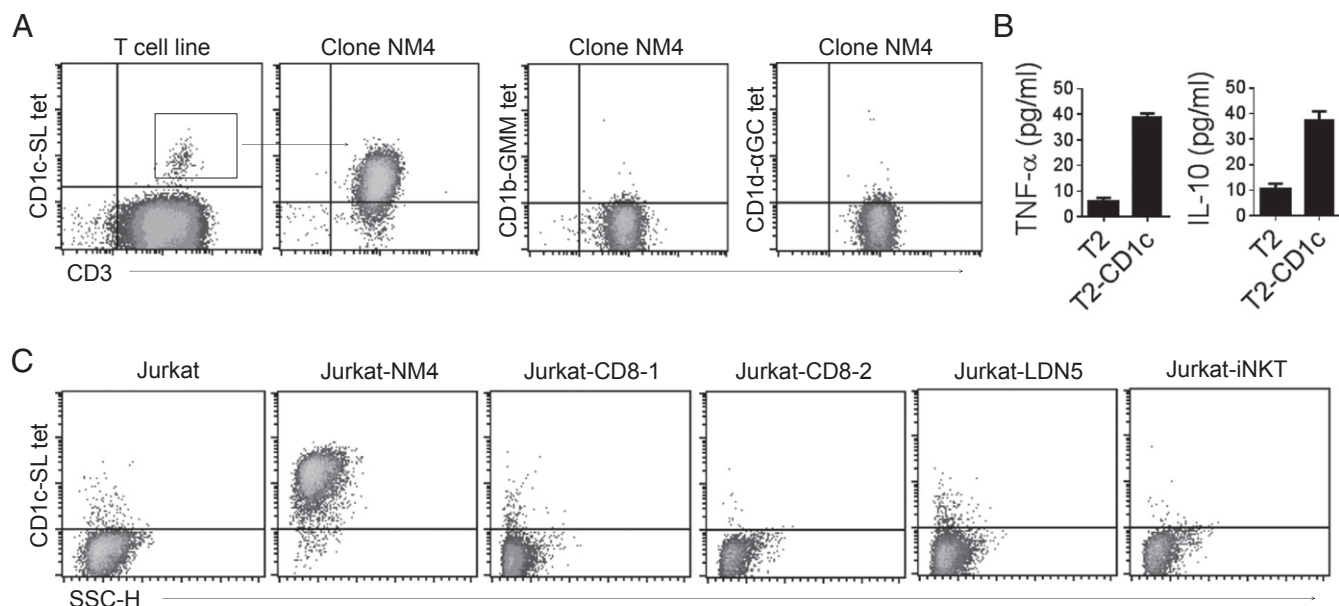 A
T cell line
Clone NM4
Clone NM4
Clone NM4
CD1c-SL tet
CD1b-GMM tet
CD1d-αGC tet
CD3
B
TNF-α (pg/ml)
50
40
30
20
10
0
T2
T2-CD1c
IL-10 (pg/ml)
50
40
30
20
10
0
T2
T2-CD1c
C
Jurkat
Jurkat-NM4
Jurkat-CD8-1
Jurkat-CD8-2
Jurkat-LDN5
Jurkat-iNKT
CD1c-SL tet
SSC-H